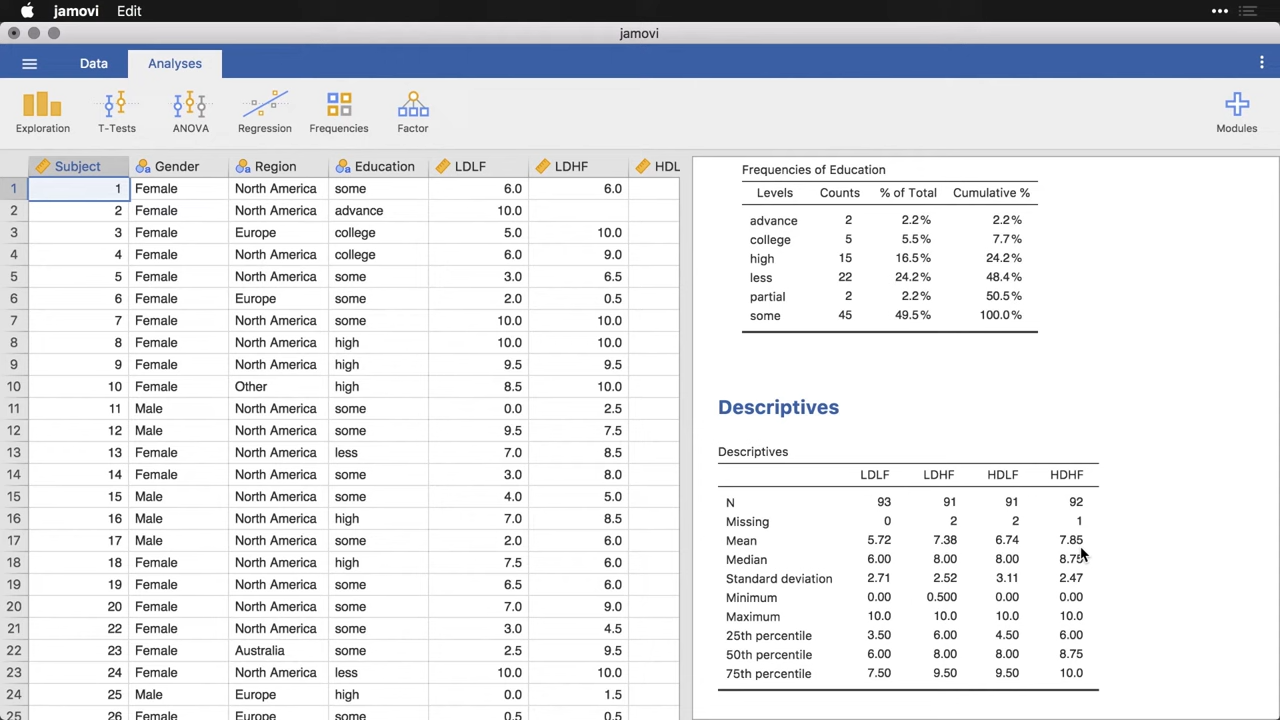 jamovi Edit
jamovi
Data Analyses
Exploration T-Tests ANOVA Regression Frequencies Factor Modules
Subject Gender Region Education LDLF LDHF HDL
1 1 Female North America some 6.0 6.0
2 2 Female North America advance 10.0
3 3 Female Europe college 5.0 10.0
4 4 Female North America college 6.0 9.0
5 5 Female North America some 3.0 6.5
6 6 Female Europe some 2.0 0.5
7 7 Female North America some 10.0 10.0
8 8 Female North America high 10.0 10.0
9 9 Female North America high 9.5 9.5
10 10 Female Other high 8.5 10.0
11 11 Male North America some 0.0 2.5
12 12 Male North America some 9.5 7.5
13 13 Female North America less 7.0 8.5
14 14 Female North America some 3.0 8.0
15 15 Male North America some 4.0 5.0
16 16 Male North America high 7.0 8.5
17 17 Male North America some 2.0 6.0
18 18 Female North America high 7.5 6.0
19 19 Female North America some 6.5 6.0
20 20 Female North America some 7.0 9.0
21 22 Female North America some 3.0 4.5
22 23 Female Australia some 2.5 9.5
23 24 Female North America less 10.0 10.0
24 25 Male Europe high 0.0 1.5
25 26 Female Europe some 0.5 0.5
Frequencies of Education
Levels Counts % of Total Cumulative %
advance 2 2.2% 2.2%
college 5 5.5% 7.7%
high 15 16.5% 24.2%
less 22 24.2% 48.4%
partial 2 2.2% 50.5%
some 45 49.5% 100.0%
Descriptives
Descriptives
LDLF LDHF HDLF HDHF
N 93 91 91 92
Missing 0 2 2 1
Mean 5.72 7.38 6.74 7.85
Median 6.00 8.00 8.00 8.75
Standard deviation 2.71 2.52 3.11 2.47
Minimum 0.00 0.500 0.00 0.00
Maximum 10.0 10.0 10.0 10.0
25th percentile 3.50 6.00 4.50 6.00
50th percentile 6.00 8.00 8.00 8.75
75th percentile 7.50 9.50 9.50 10.0